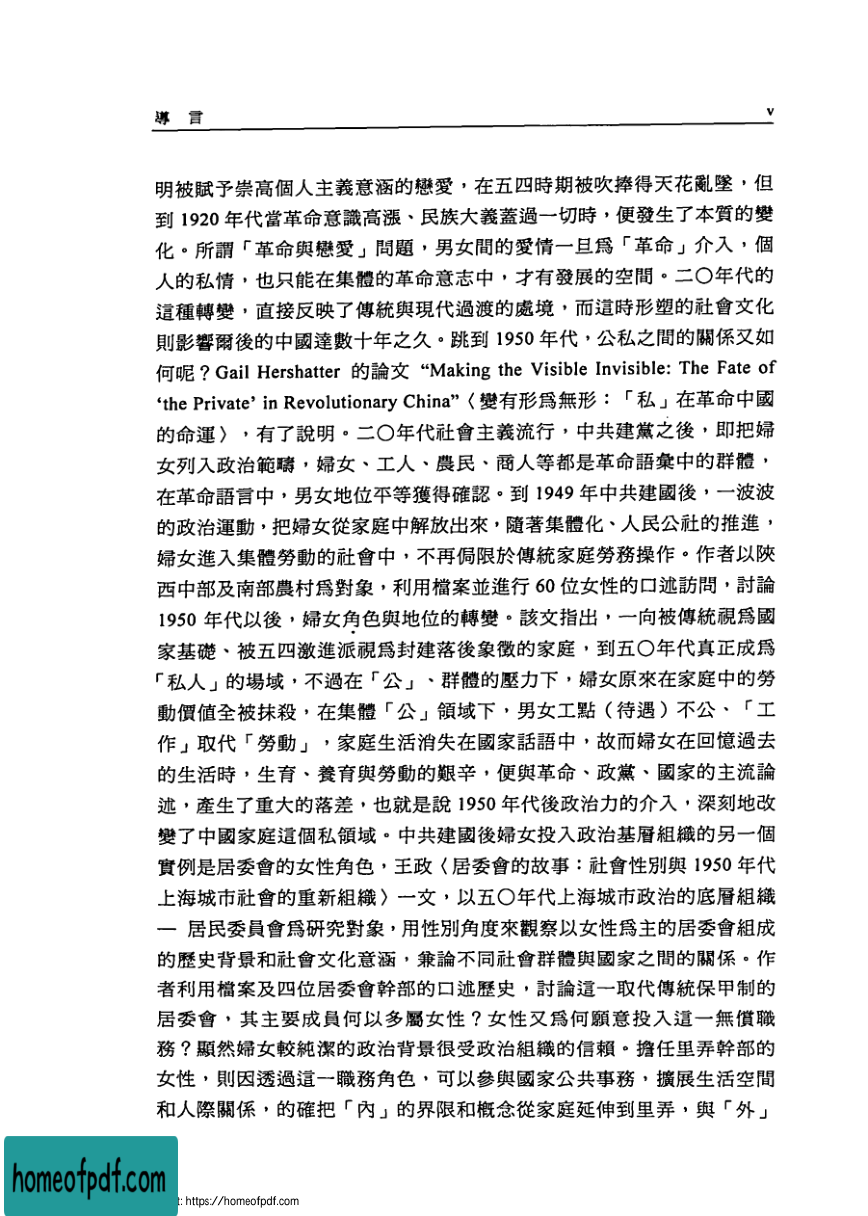 導 言 v
明被賦予崇高個人主義意涵的戀愛，在五四時期被吹捧得天花亂墜，但
到 1920 年代當革命意識高漲、民族大義蓋過一切時，便發生了本質的變
化。所謂「革命與戀愛」問題，男女間的愛情一旦爲「革命」介入，個
人的私情，也只能在集體的革命意志中，才有發展的空間。二〇年代的
這種轉變，直接反映了傳統與現代過渡的處境，而這時形塑的社會文化
則影響爾後的中國達數十年之久。跳到 1950 年代，公私之間的關係又如
何呢？Gail Hershatter 的論文 “Making the Visible Invisible: The Fate of
‘the Private’ in Revolutionary China”〈變有形爲無形：「私」在革命中國
的命運〉，有了說明。二〇年代社會主義流行，中共建黨之後，即把婦
女列入政治範疇，婦女、工人、農民、商人等都是革命語彙中的群體，
在革命語言中，男女地位平等獲得確認。到 1949 年中共建國後，一波波
的政治運動，把婦女從家庭中解放出來，隨著集體化、人民公社的推進，
婦女進入集體勞動的社會中，不再侷限於傳統家庭勞務操作。作者以陝
西中部及南部農村爲對象，利用檔案並進行 60 位女性的口述訪問，討論
1950 年代以後，婦女角色與地位的轉變。該文指出，一向被傳統視爲國
家基礎、被五四激進派視爲封建落後象徵的家庭，到五〇年代真正成爲
「私人」的場域，不過在「公」、群體的壓力下，婦女原來在家庭中的勞
動價值全被抹殺，在集體「公」領域下，男女工點（待遇）不公、「工
作」取代「勞動」，家庭生活消失在國家話語中，故而婦女在回憶過去
的生活時，生育、養育與勞動的艱辛，便與革命、政黨、國家的主流論
述，產生了重大的落差，也就是說 1950 年代後政治力的介入，深刻地改
變了中國家庭這個私領域。中共建國後婦女投入政治基層組織的另一個
實例是居委會的女性角色，王政〈居委會的故事：社會性別與 1950 年代
上海城市社會的重新組織〉一文，以五〇年代上海城市政治的底層組織
— 居民委員會爲研究對象，用性別角度來觀察以女性爲主的居委會組成
的歷史背景和社會文化意涵，兼論不同社會群體與國家之間的關係。作
者利用檔案及四位居委會幹部的口述歷史，討論這一取代傳統保甲制的
居委會，其主要成員何以多屬女性？女性又爲何願意投入這一無償職
務？顯然婦女較純潔的政治背景很受政治組織的信賴。擔任里弄幹部的
女性，則因透過這一職務角色，可以參與國家公共事務，擴展生活空間
和人際關係，的確把「內」的界限和概念從家庭延伸到里弄，與「外」
homeofpdf.com
t: https://homeofpdf.com